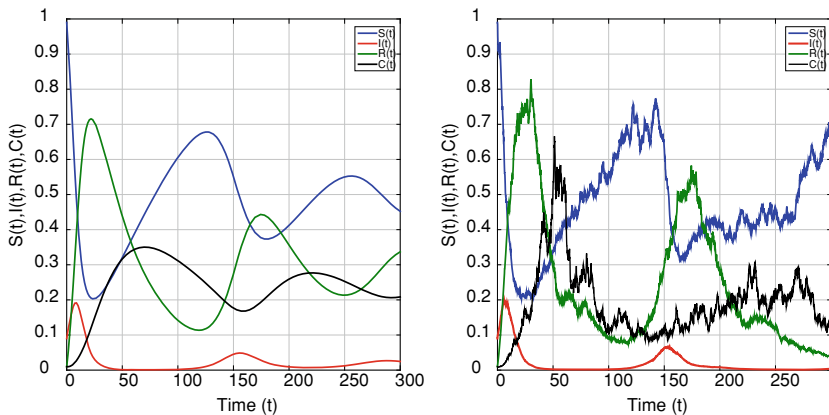 1
0.9
0.8
0.7
0.6
0.5
0.4
0.3
0.2
0.1
0
0 50 100 150 200 250 300
Time (t)
S(t),I(t),R(t),C(t)
S(t)
I(t)
R(t)
C(t)
1
0.9
0.8
0.7
0.6
0.5
0.4
0.3
0.2
0.1
0
0 50 100 150 200 250
Time (t)
S(t),I(t),R(t),C(t)
S(t)
I(t)
R(t)
C(t)